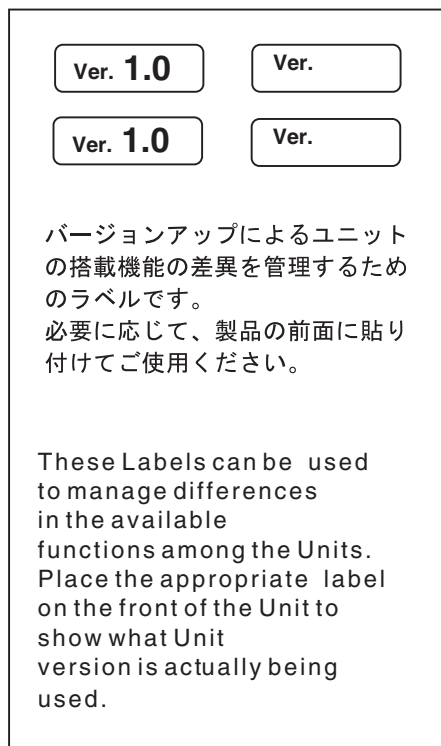 Ver. 1.0
Ver.
Ver. 1.0
Ver.
バージョンアップによるユニット
の搭載機能の差異を管理するため
のラベルです。
必要に応じて、製品の前面に貼り
付けてご使用ください。
These Labels can be used
to manage differences
in the available
functions among the Units.
Place the appropriate label
on the front of the Unit to
show what Unit
version is actually being
used.